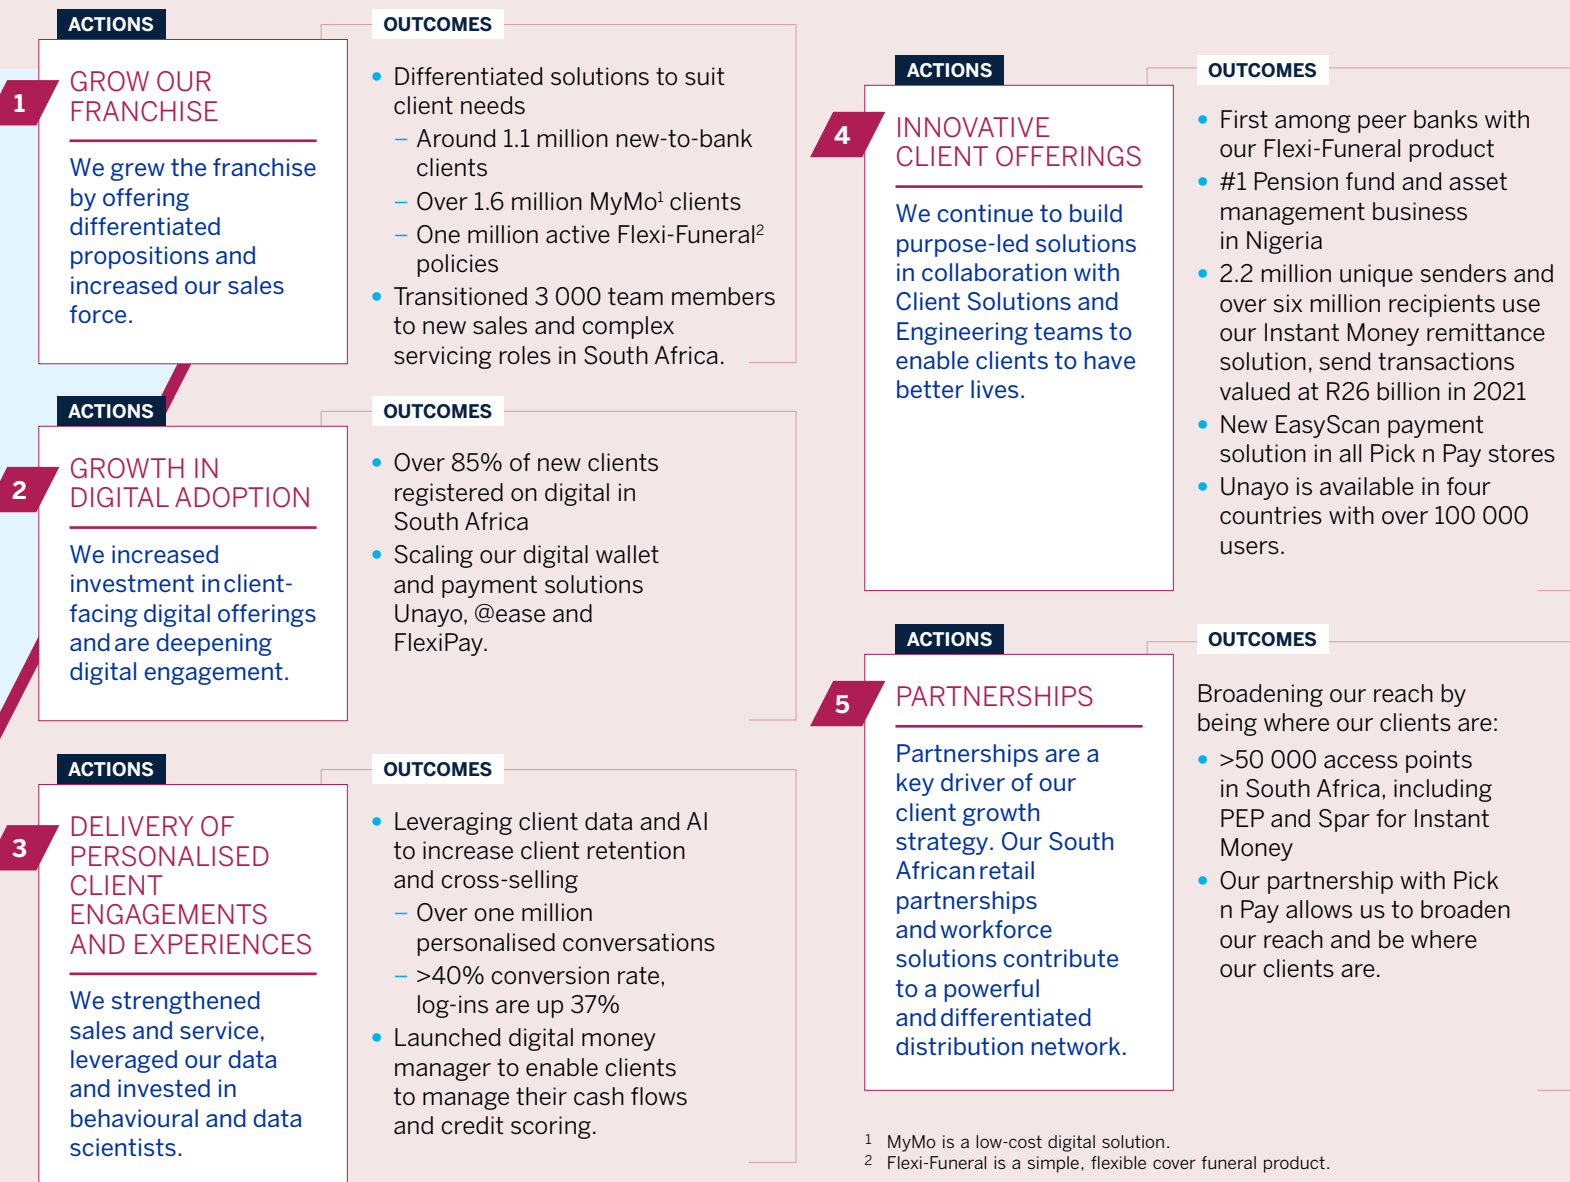 ACTIONS
1
GROW OUR
FRANCHISE
We grew the franchise
by offering
differentiated
propositions and
increased our sales
force.
OUTCOMES
• Differentiated solutions to suit
client needs
– Around 1.1 million new-to-bank
clients
– Over 1.6 million MyMo¹ clients
– One million active Flexi-Funeral²
policies
• Transitioned 3 000 team members
to new sales and complex
servicing roles in South Africa.
ACTIONS
2
GROWTH IN
DIGITAL ADOPTION
We increased
investment in client-
facing digital offerings
and are deepening
digital engagement.
OUTCOMES
• Over 85% of new clients
registered on digital in
South Africa
• Scaling our digital wallet
and payment solutions
Unayo, @ease and
FlexiPay.
ACTIONS
3
DELIVERY OF
PERSONALISED
CLIENT
ENGAGEMENTS
AND EXPERIENCES
We strengthened
sales and service,
leveraged our data
and invested in
behavioural and data
scientists.
OUTCOMES
• Leveraging client data and AI
to increase client retention
and cross-selling
– Over one million
personalised conversations
– >40% conversion rate,
log-ins are up 37%
• Launched digital money
manager to enable clients
to manage their cash flows
and credit scoring.
ACTIONS
4
INNOVATIVE
CLIENT OFFERINGS
We continue to build
purpose-led solutions
in collaboration with
Client Solutions and
Engineering teams to
enable clients to have
better lives.
OUTCOMES
• First among peer banks with
our Flexi-Funeral product
• #1 Pension fund and asset
management business
in Nigeria
• 2.2 million unique senders and
over six million recipients use
our Instant Money remittance
solution, send transactions
valued at R26 billion in 2021
• New EasyScan payment
solution in all Pick n Pay stores
• Unayo is available in four
countries with over 100 000
users.
ACTIONS
5
PARTNERSHIPS
Partnerships are a
key driver of our
client growth
strategy. Our South
African retail
partnerships
and workforce
solutions contribute
to a powerful
and differentiated
distribution network.
OUTCOMES
Broadening our reach by
being where our clients are:
• >50 000 access points
in South Africa, including
PEP and Spar for Instant
Money
• Our partnership with Pick
n Pay allows us to broaden
our reach and be where
our clients are.
¹ MyMo is a low-cost digital solution.
² Flexi-Funeral is a simple, flexible cover funeral product.